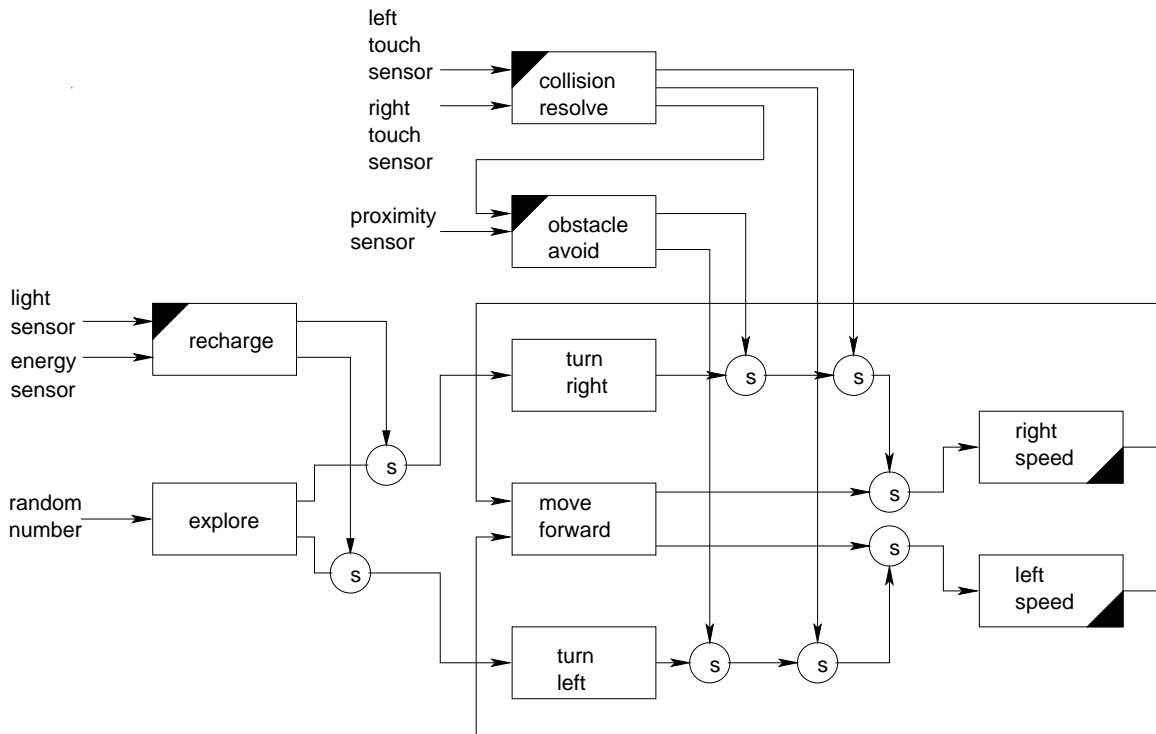 left
touch
sensor
right
touch
sensor
collision
resolve
proximity
sensor
obstacle
avoid
light
sensor
energy
sensor
recharge
turn
right
s
s
s
right
speed
random
number
explore
move
forward
s
s
s
left
speed
turn
left
s
s